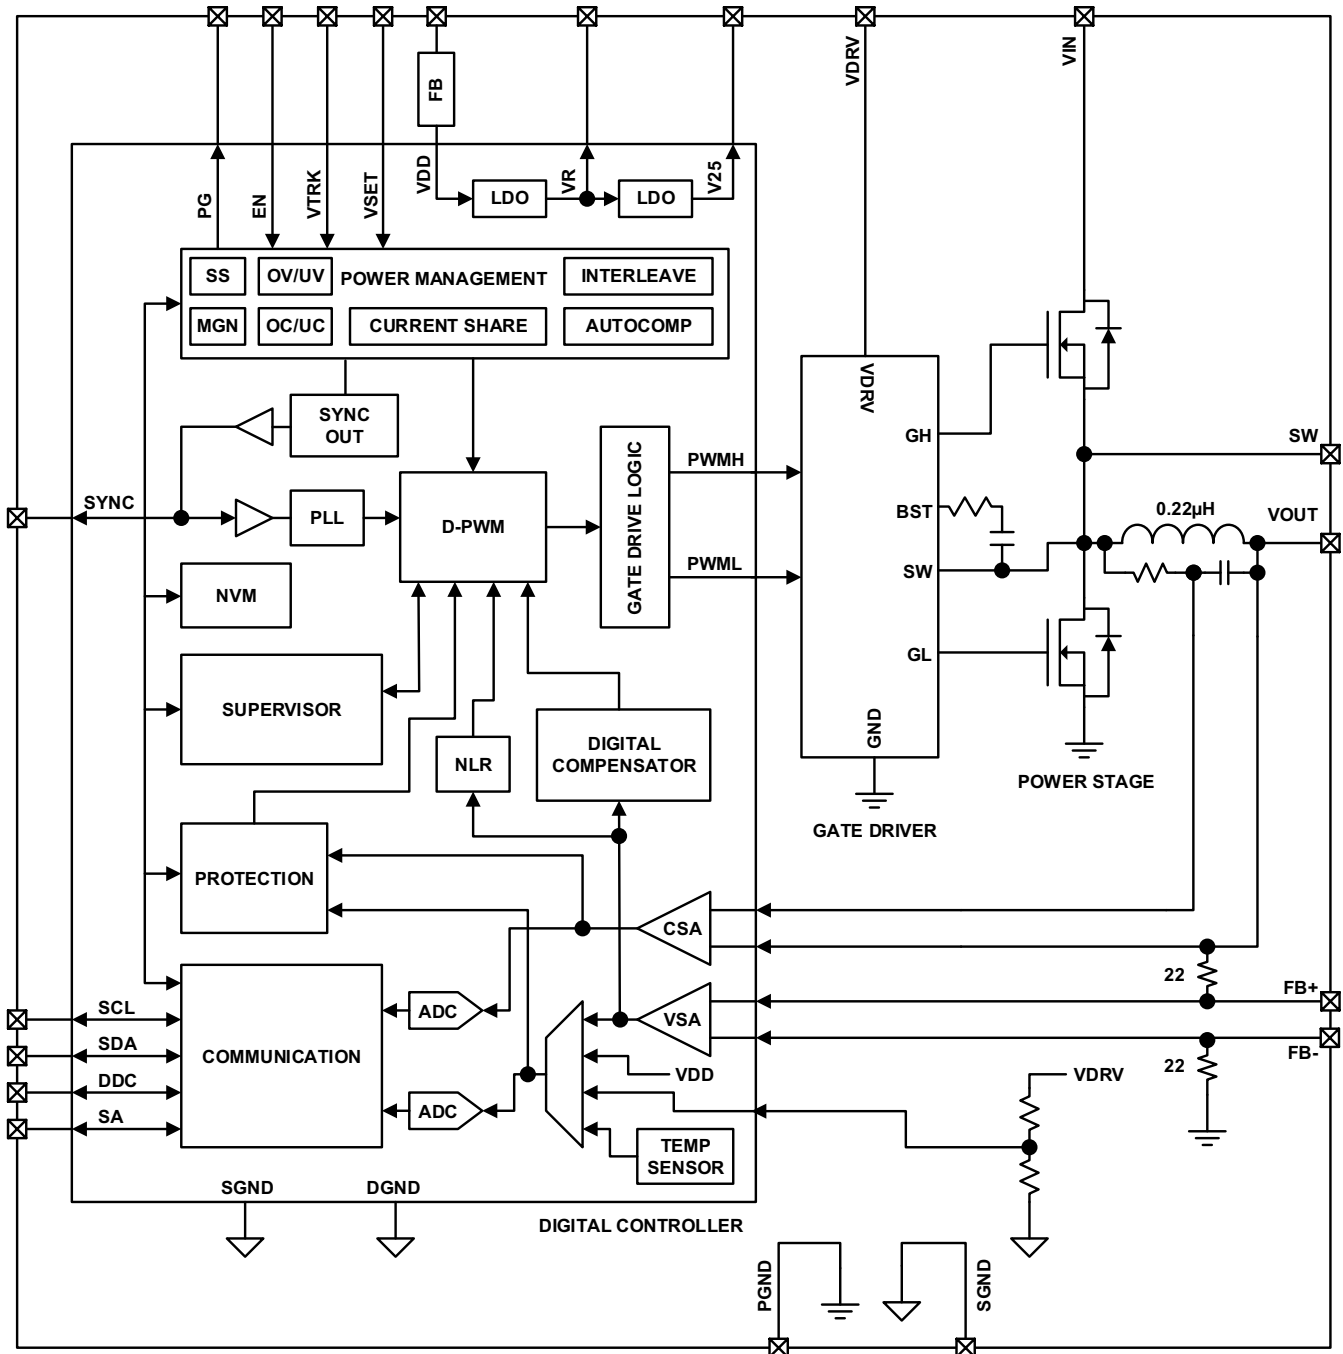 VDRV
VIN
FB
PG
EN
VTRK
VSET
VDD
LDO
VR
LDO
V25
SS
OV/UV
POWER MANAGEMENT
INTERLEAVE
MGN
OC/UC
CURRENT SHARE
AUTOCOMP
SYNC
OUT
SYNC
PLL
D-PWM
GATE DRIVE LOGIC
PWMH
PWML
VDRV
GH
BST
SW
GL
GND
GATE DRIVER
SW
0.22µH
VOUT
POWER STAGE
NVM
SUPERVISOR
NLR
DIGITAL
COMPENSATOR
PROTECTION
CSA
22
FB+
VSA
FB-
22
SCL
SDA
DDC
SA
COMMUNICATION
ADC
ADC
VDD
VDRV
TEMP
SENSOR
SGND
DGND
DIGITAL CONTROLLER
PGND
SGND